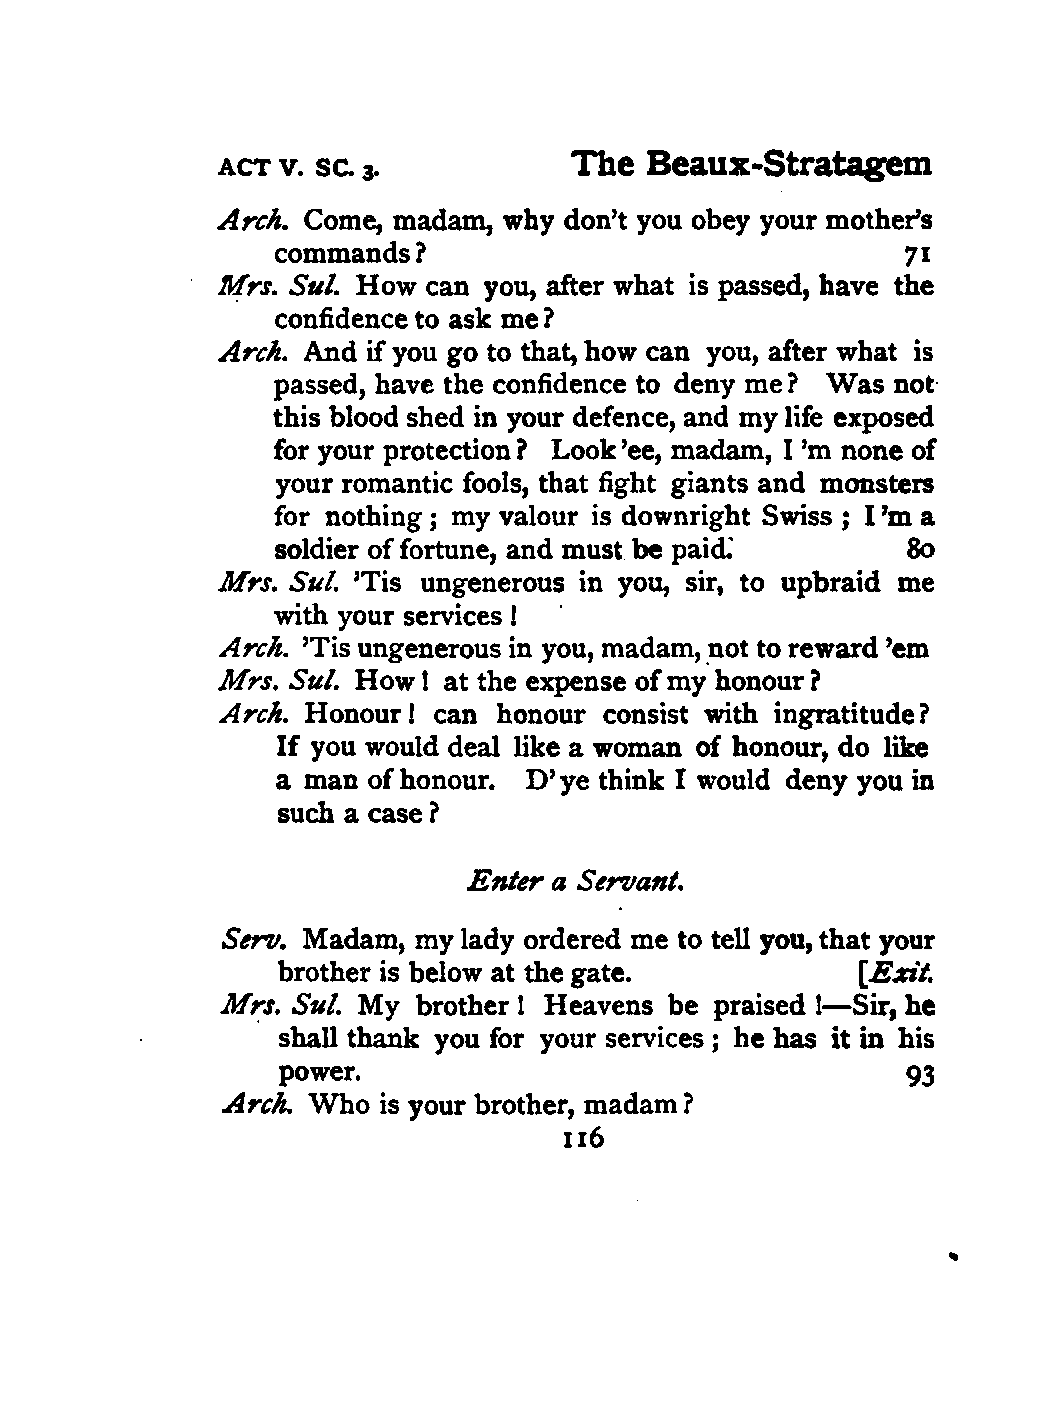 ACT V. SC. 3. The Beaux-Stratagem
Arch. Come, madam, why don't you obey your mother's
commands? 71
Mrs. Sul. How can you, after what is passed, have the
confidence to ask me?
Arch. And if you go to that, how can you, after what is
passed, have the confidence to deny me? Was not
this blood shed in your defence, and my life exposed
for your protection? Look'ee, madam, I'm none of
your romantic fools, that fight giants and monsters
for nothing; my valour is downright Swiss; I'm a
soldier of fortune, and must be paid. 80
Mrs. Sul. 'Tis ungenerous in you, sir, to upbraid me
with your services!
Arch. 'Tis ungenerous in you, madam, not to reward 'em
Mrs. Sul. How! at the expense of my honour?
Arch. Honour! can honour consist with ingratitude?
If you would deal like a woman of honour, do like
a man of honour. D'ye think I would deny you in
such a case?
Enter a Servant.
Serv. Madam, my lady ordered me to tell you, that your
brother is below at the gate. [Exit.
Mrs. Sul. My brother! Heavens be praised!—Sir, he
shall thank you for your services; he has it in his
power. 93
Arch. Who is your brother, madam?
116